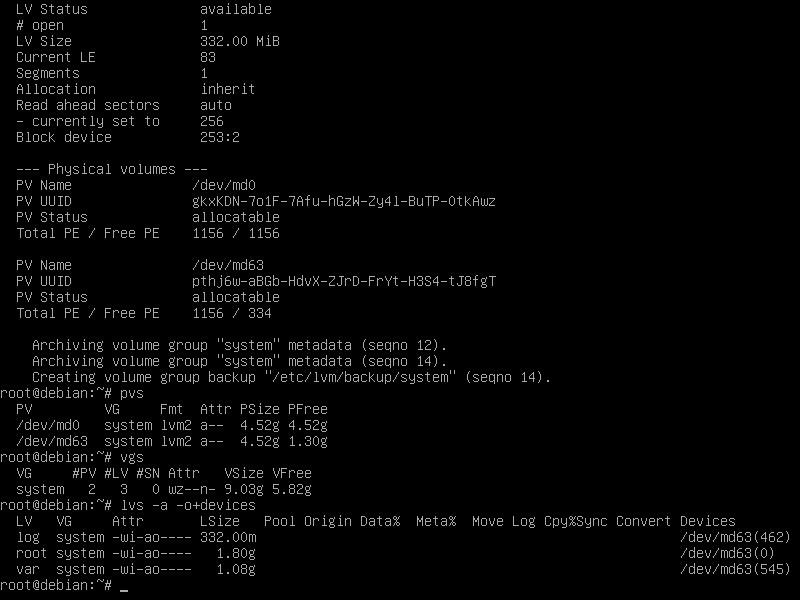 LV Status              available
# open                 1
LV Size                332.00 MiB
Current LE             83
Segments               1
Allocation             inherit
Read ahead sectors     auto
- currently set to     256
Block device           253:2

--- Physical volumes ---
PV Name               /dev/md0
PV UUID               gkxKDN-7o1F-7Afu-hGzW-Zy4l-BuTP-OtkAwz
PV Status             allocatable
Total PE / Free PE    1156 / 1156

PV Name               /dev/md63
PV UUID               pthj6w-aBGb-HdvX-ZJrD-FrYt-H3S4-tJ8fgT
PV Status             allocatable
Total PE / Free PE    1156 / 334

Archiving volume group "system" metadata (seqno 12).
Archiving volume group "system" metadata (seqno 14).
Creating volume group backup "/etc/lvm/backup/system" (seqno 14).
root@debian:~# pvs
  PV         VG     Fmt  Attr PSize PFree
  /dev/md0   system lvm2 a--  4.52g 4.52g
  /dev/md63  system lvm2 a--  4.52g 1.30g
root@debian:~# vgs
  VG     #PV #LV #SN Attr   VSize VFree
  system   2   3   0 wz--n- 9.03g 5.82g
root@debian:~# lvs -a -o+devices
  LV   VG     Attr       LSize   Pool Origin Data%  Meta%  Move Log Cpy%Sync Convert Devices
  log  system -wi-ao---- 332.00m                                                     /dev/md63(462)
  root system -wi-ao----   1.80g                                                     /dev/md63(0)
  var  system -wi-ao----   1.08g                                                     /dev/md63(545)
root@debian:~# _